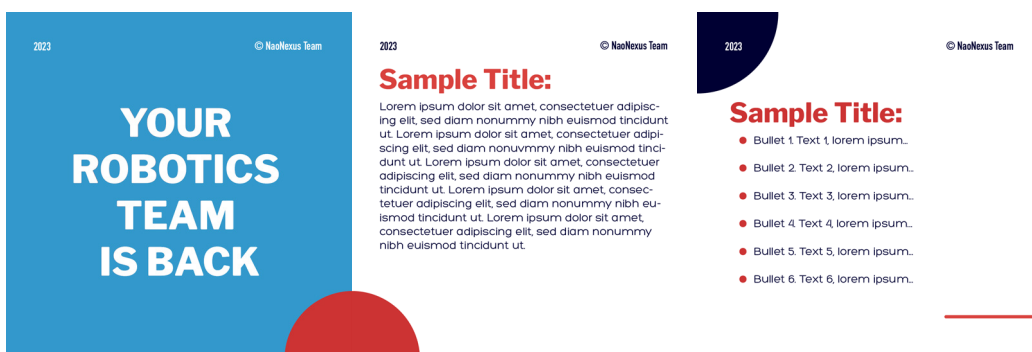 2023
© NaoNexus Team
YOUR
ROBOTICS
TEAM
IS BACK
2023
© NaoNexus Team
Sample Title:
Lorem ipsum dolor sit amet, consectetuer adipisc-
ing elit, sed diam nonummy nibh euismod tincidunt
ut. Lorem ipsum dolor sit amet, consectetuer adipi-
scing elit, sed diam nonuvmmy nibh euismod tinci-
dunt ut. Lorem ipsum dolor sit amet, consectetuer
adipiscing elit, sed diam nonummy nibh euismod
tincidunt ut. Lorem ipsum dolor sit amet, consec-
tetuer adipiscing elit, sed diam nonummy nibh eu-
ismod tincidunt ut. Lorem ipsum dolor sit amet,
consectetuer adipiscing elit, sed diam nonummy
nibh euismod tincidunt ut.
2023
© NaoNexus Team
Sample Title:
Bullet 1. Text 1, lorem ipsum...
Bullet 2. Text 2, lorem ipsum...
Bullet 3. Text 3, lorem ipsum...
Bullet 4. Text 4, lorem ipsum...
Bullet 5. Text 5, lorem ipsum...
Bullet 6. Text 6, lorem ipsum...